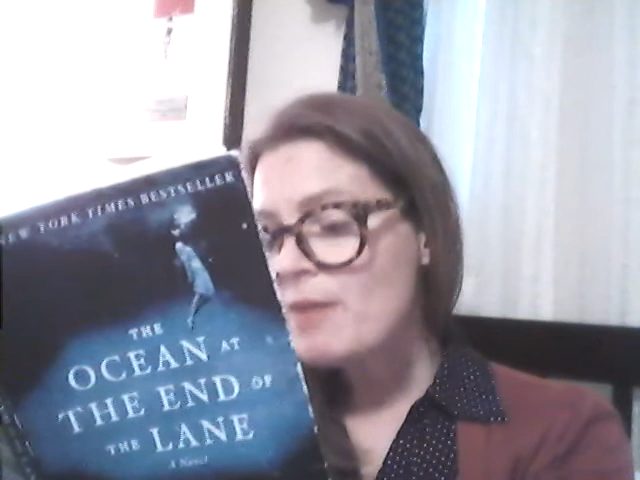 NEW YORK TIMES BESTSELLER
THE
OCEAN AT
THE END OF
THE LANE
A Novel